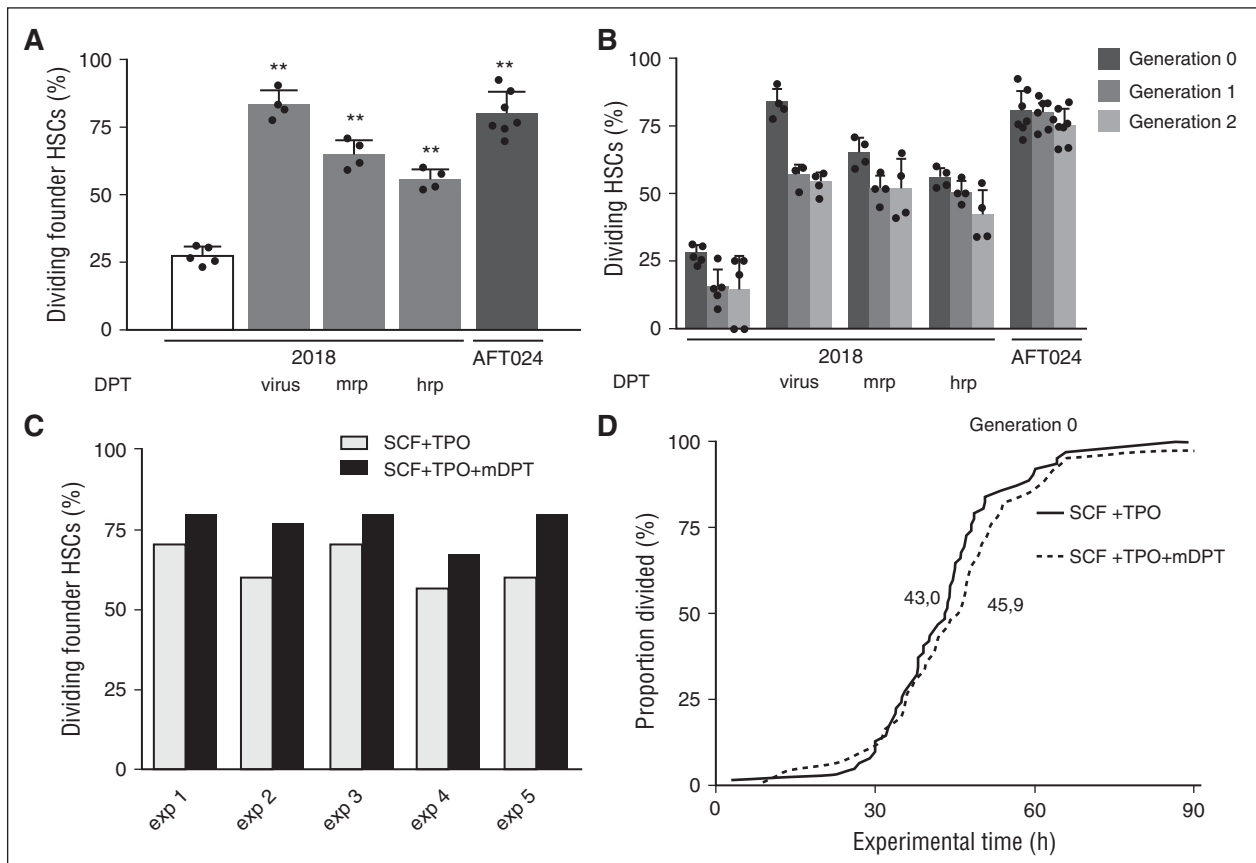 A
Dividing founder HSCs (%)
100
75
50
25
0
**
**
**
**
2018
AFT024
DPT
virus
mrp
hrp
B
Dividing HSCs (%)
100
75
50
25
0
Generation 0
Generation 1
Generation 2
2018
AFT024
DPT
virus
mrp
hrp
C
Dividing founder HSCs (%)
100
75
50
25
0
SCF+TPO
SCF+TPO+mDPT
exp 1
exp 2
exp 3
exp 4
exp 5
D
Generation 0
Proportion divided (%)
100
75
50
25
0
SCF +TPO
SCF +TPO+mDPT
43,0
45,9
0
30
60
90
Experimental time (h)